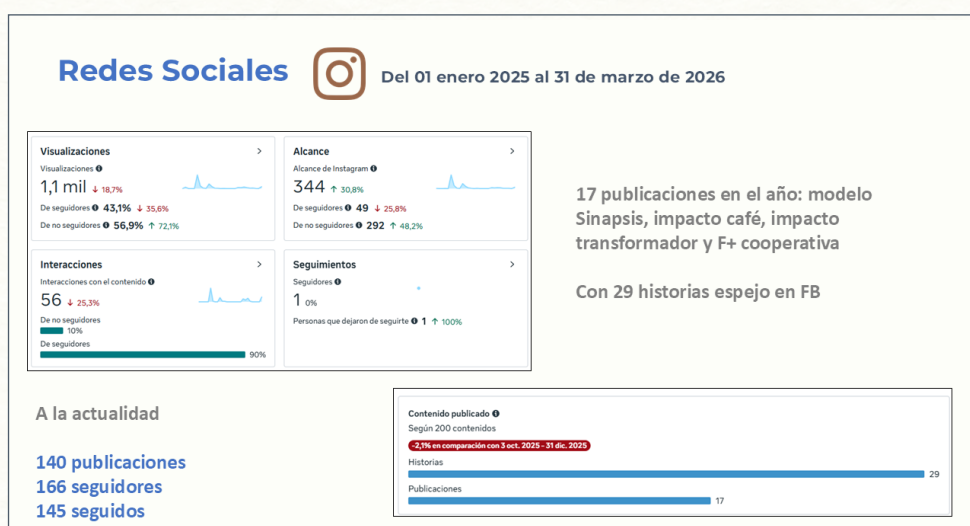 Redes Sociales
Del 01 enero 2025 al 31 de marzo de 2026
Visualizaciones
Visualizaciones
1,1 mil ↓ 18,7%
De seguidores 43,1% ↓ 35,6%
De no seguidores 56,9% ↑ 72,1%
Alcance
Alcance de Instagram
344 ↑ 30,8%
De seguidores 49 ↓ 25,8%
De no seguidores 292 ↑ 48,2%
Interacciones
Interacciones con el contenido
56 ↓ 25,3%
De no seguidores
10%
De seguidores
90%
Seguimientos
Seguidores
1 0%
Personas que dejaron de seguirte 1 ↑ 100%
17 publicaciones en el año: modelo
Sinapsis, impacto café, impacto
transformador y F+ cooperativa
Con 29 historias espejo en FB
A la actualidad
140 publicaciones
166 seguidores
145 seguidos
Contenido publicado
Según 200 contenidos
-2,1% en comparación con 3 oct. 2025 - 31 dic. 2025
Historias
29
Publicaciones
17